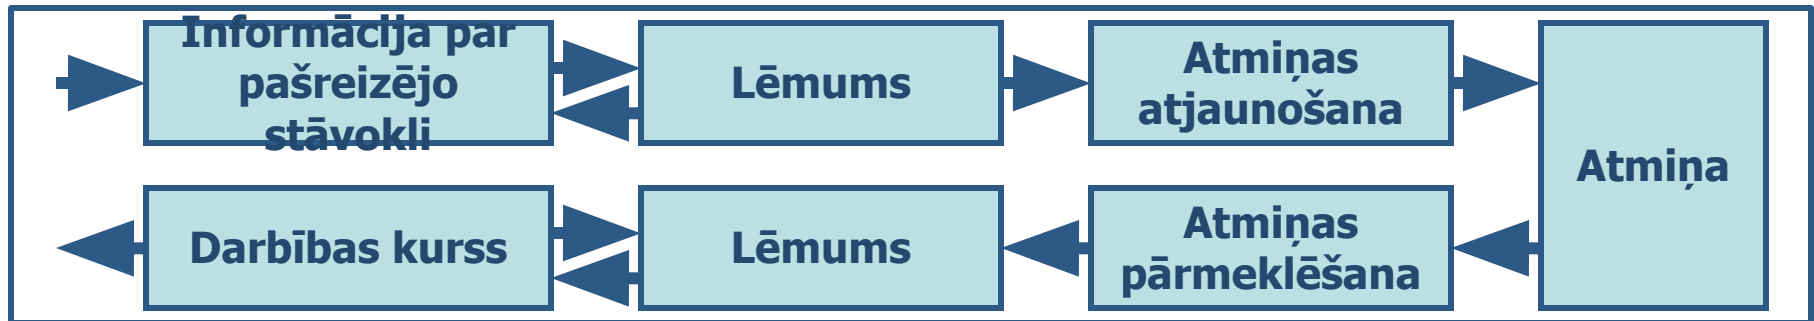 Informācija par
pašreizējo
stāvokli
Lēmums
Atmiņas
atjaunošana
Atmiņa
Darbības kurss
Lēmums
Atmiņas
pārmeklēšana